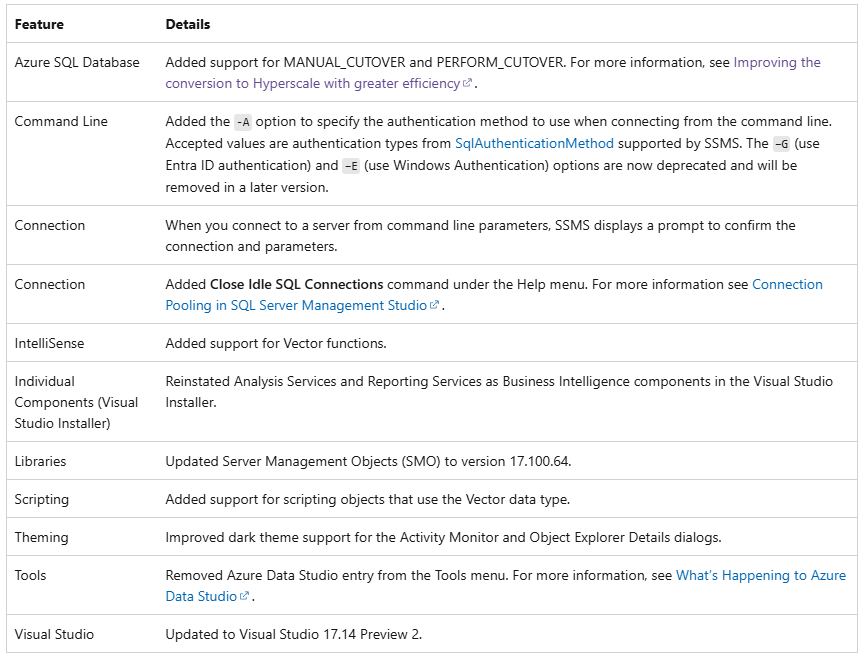 Feature Details
Azure SQL Database Added support for MANUAL_CUTOVER and PERFORM_CUTOVER. For more information, see Improving the
conversion to Hyperscale with greater efficiency.
Command Line Added the -A option to specify the authentication method to use when connecting from the command line.
Accepted values are authentication types from SqlAuthenticationMethod supported by SSMS. The -G (use
Entra ID authentication) and -E (use Windows Authentication) options are now deprecated and will be
removed in a later version.
Connection When you connect to a server from command line parameters, SSMS displays a prompt to confirm the
connection and parameters.
Connection Added Close Idle SQL Connections command under the Help menu. For more information see Connection
Pooling in SQL Server Management Studio.
IntelliSense Added support for Vector functions.
Individual Reinstated Analysis Services and Reporting Services as Business Intelligence components in the Visual Studio
Components (Visual Installer.
Studio Installer)
Libraries Updated Server Management Objects (SMO) to version 17.100.64.
Scripting Added support for scripting objects that use the Vector data type.
Theming Improved dark theme support for the Activity Monitor and Object Explorer Details dialogs.
Tools Removed Azure Data Studio entry from the Tools menu. For more information, see What's Happening to Azure
Data Studio.
Visual Studio Updated to Visual Studio 17.14 Preview 2.